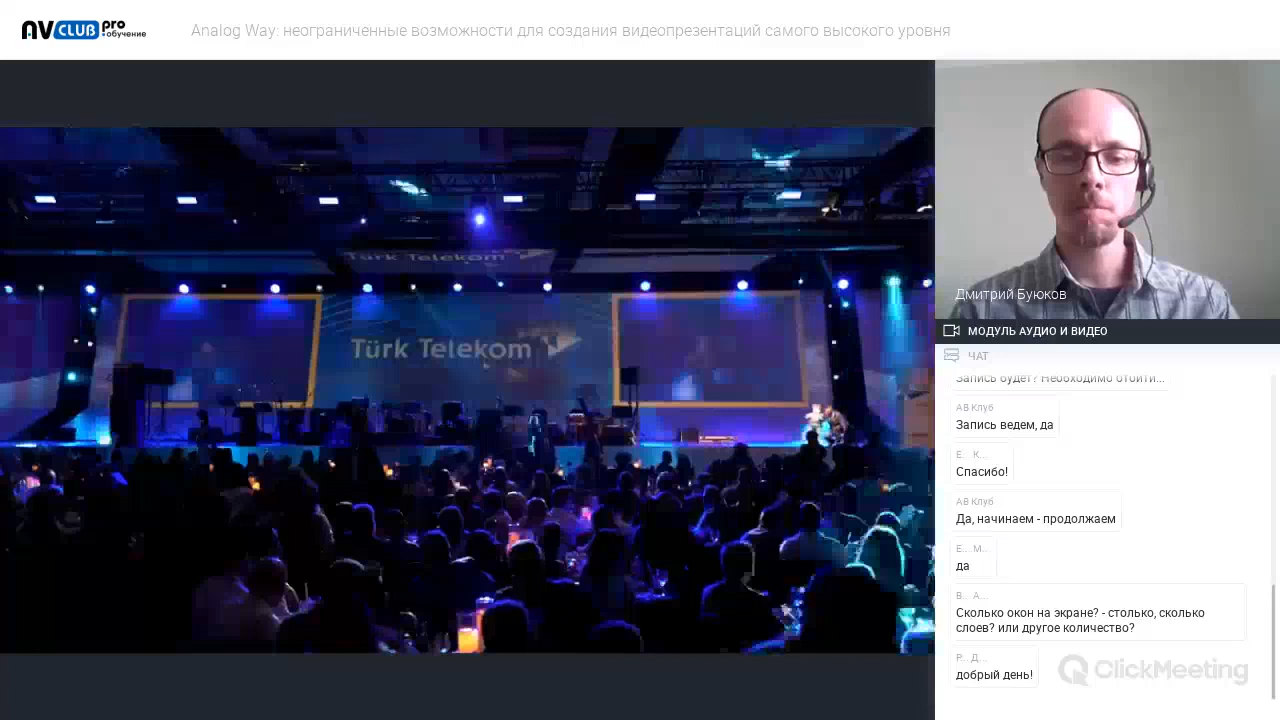 AVCLUB pro
•обучение
Analog Way: неограниченные возможности для создания видеопрезентаций самого высокого уровня
Türk Telekom
Türk Telekom
Дмитрий Буюков
МОДУЛЬ АУДИО И ВИДЕО
ЧАТ
Запись будет? Необходимо отойти...
АВ Клуб
Запись ведем, да
E... K...
Спасибо!
АВ Клуб
Да, начинаем - продолжаем
E... M...
да
B... A...
Сколько окон на экране? - столько, сколько
слоев? или другое количество?
P... Д...
добрый день!
ClickMeeting